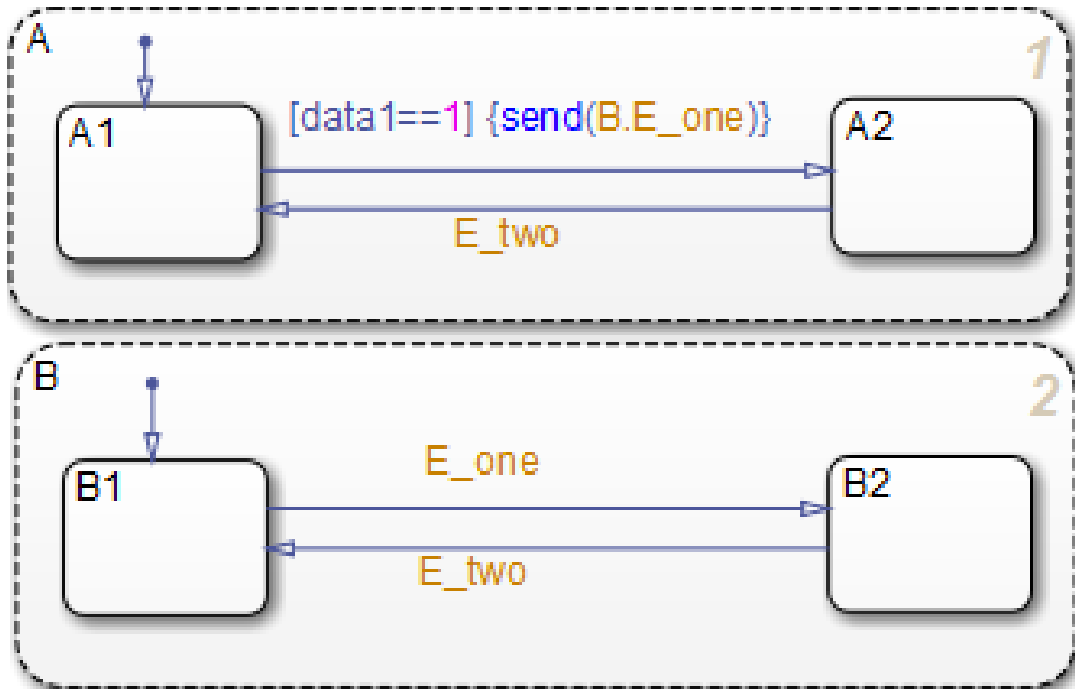 A
1
[data1==1] {send(B.E_one)}
A1
A2
E_two
B
2
E_one
B1
B2
E_two